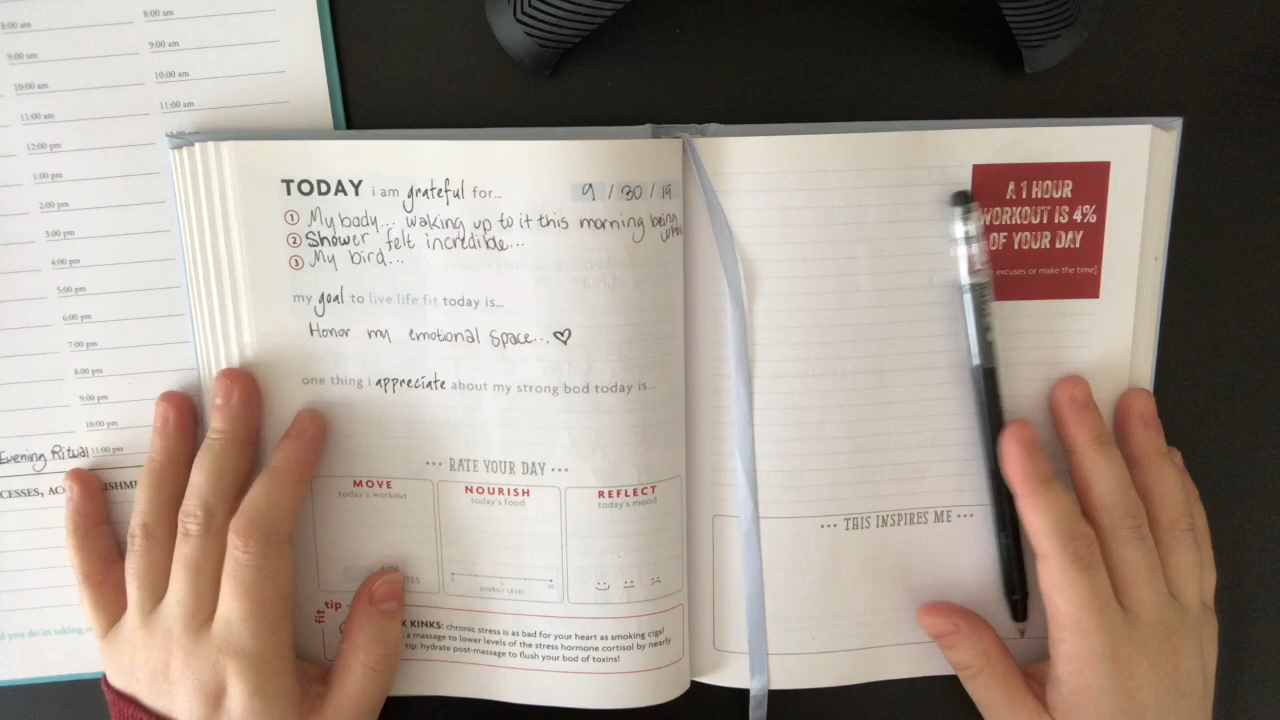 8:00 am
8:00 am
9:00 am
9:00 am
10:00 am
10:00 am
11:00 am
11:00 am
12:00 pm
12:00 pm
1:00 pm
2:00 pm
3:00 pm
4:00 pm
5:00 pm
6:00 pm
7:00 pm
8:00 pm
9:00 pm
10:00 pm
Evening Ritual 11:00 pm
d you do in taking
TODAY i am grateful for... 9 / 30 / 19
1 My body... waking up to it this morning being
2 Shower felt incredible...
3 My bird...
my goal to live life fit today is...
Honor my emotional space... ♡
one thing i appreciate about my strong bod today is...
••• RATE YOUR DAY •••
MOVE
today's workout
NOURISH
today's food
0 10
ENERGY LEVEL
REFLECT
today's mood
fit tip
KINKS: chronic stress is as bad for your heart as smoking cigs!
a massage to lower levels of the stress hormone cortisol by nearly
tip: hydrate post-massage to flush your bod of toxins!
A 1 HOUR
WORKOUT IS 4%
OF YOUR DAY
excuses or make the time]
••• THIS INSPIRES ME •••